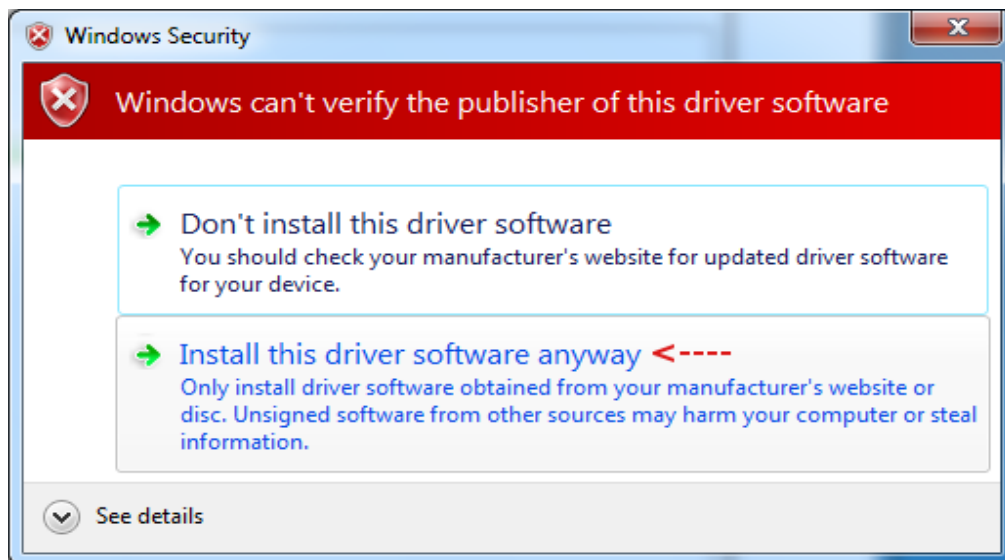 Windows Security
Windows can't verify the publisher of this driver software
Don't install this driver software
You should check your manufacturer's website for updated driver software
for your device.
Install this driver software anyway <----
Only install driver software obtained from your manufacturer's website or
disc. Unsigned software from other sources may harm your computer or steal
information.
See details